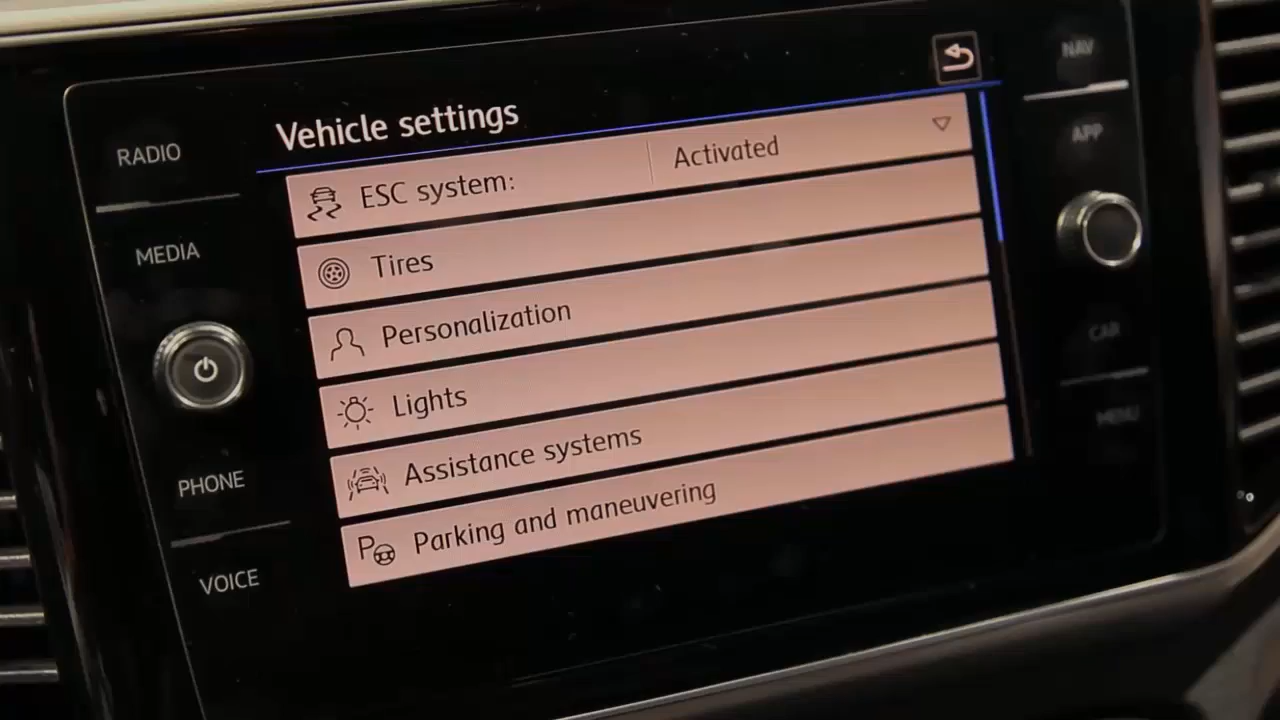 Vehicle settings
ESC system: Activated
Tires
Personalization
Lights
Assistance systems
P Parking and maneuvering
RADIO
MEDIA
PHONE
VOICE
NAV
APP
CAR
MENU